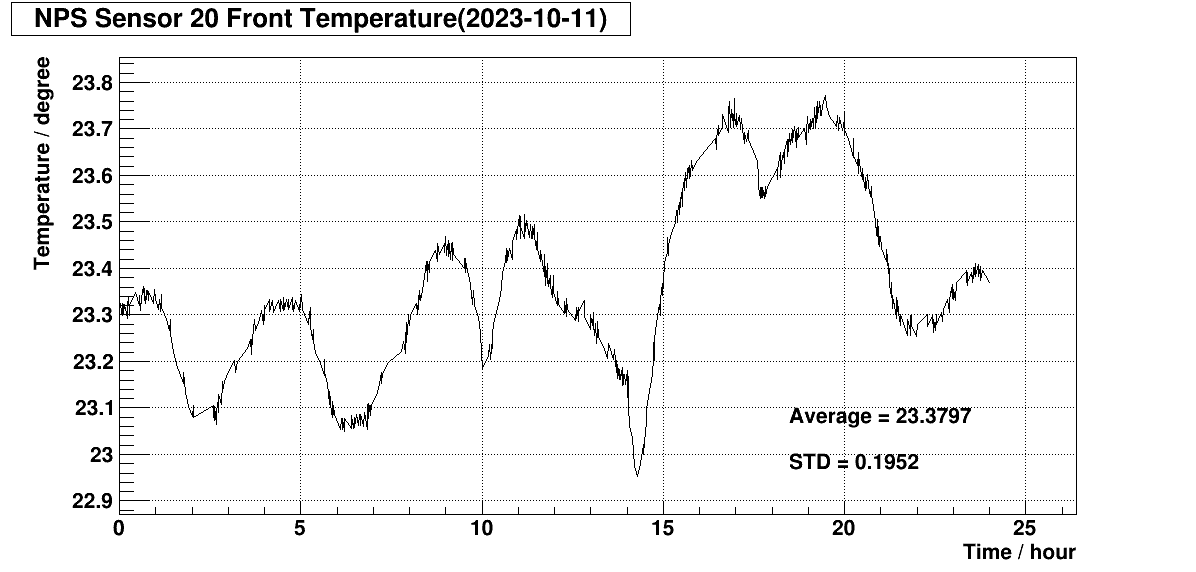 NPS Sensor 20 Front Temperature(2023-10-11)
Temperature / degree
23.8
23.7
23.6
23.5
23.4
23.3
23.2
23.1
23
22.9
Average = 23.3797
STD = 0.1952
0 5 10 15 20 25
Time / hour